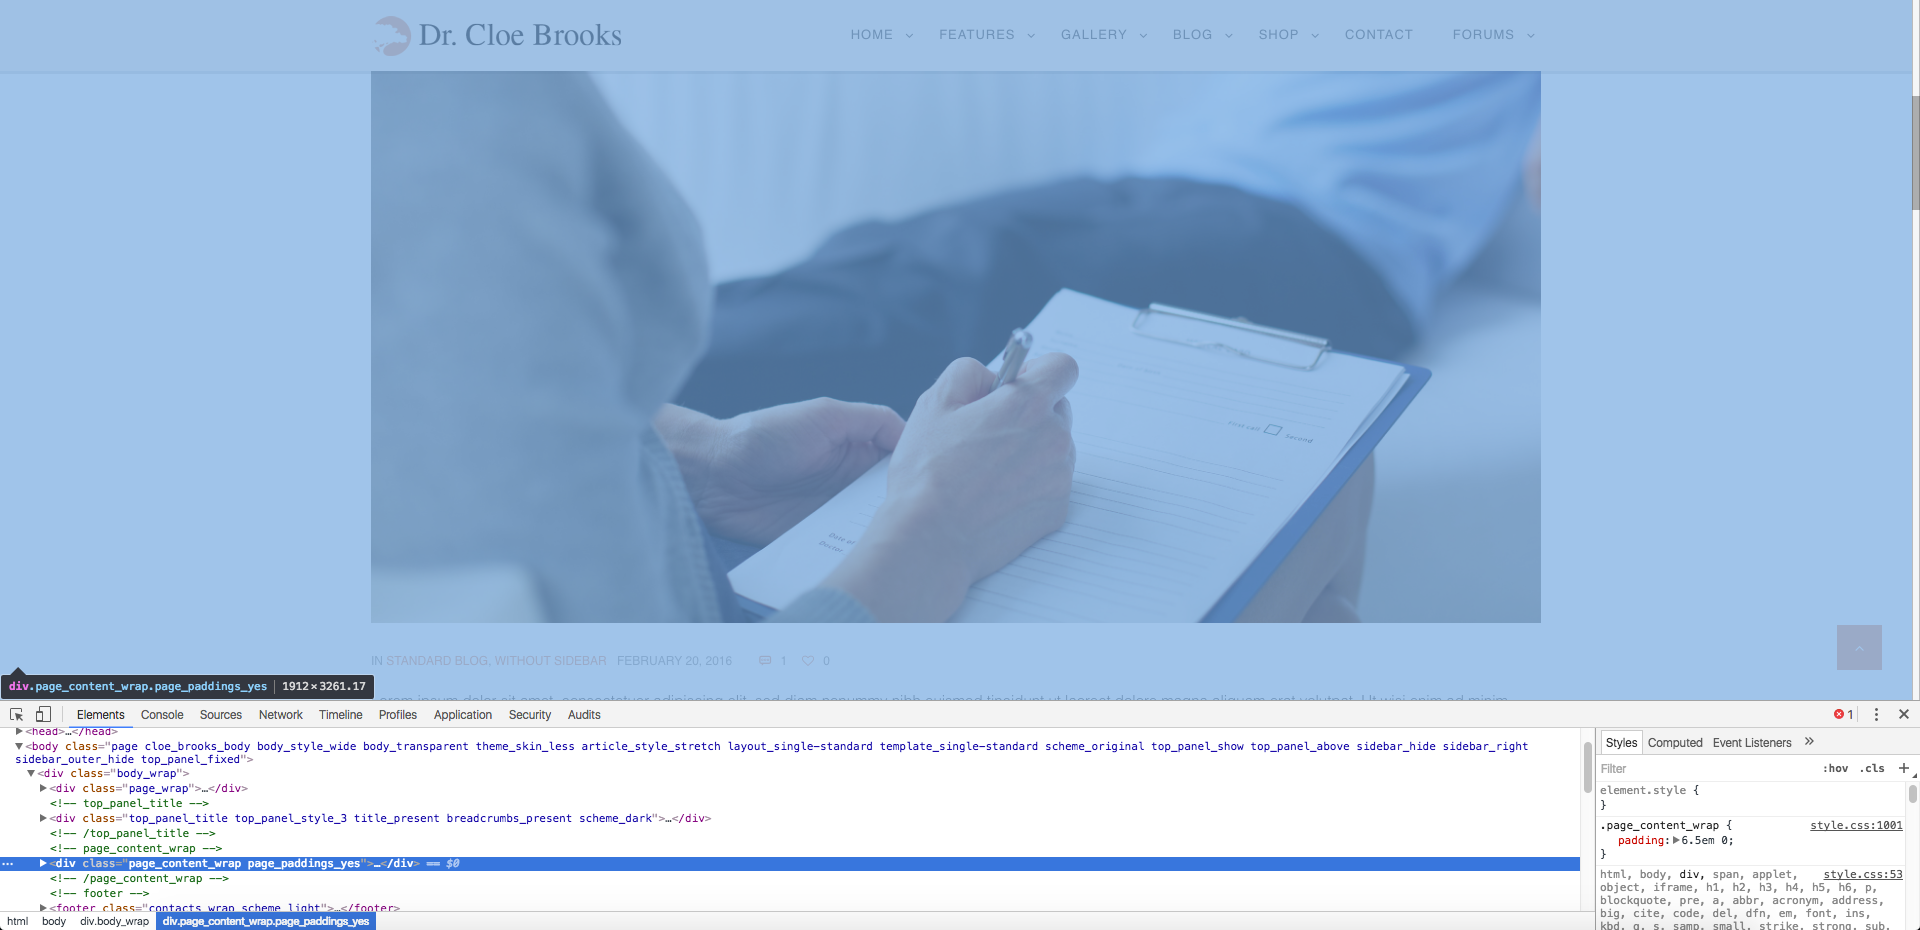 Dr. Cloe Brooks
HOME FEATURES GALLERY BLOG SHOP CONTACT FORUMS
First call Second
Doctor
IN STANDARD BLOG, WITHOUT SIDEBAR FEBRUARY 20, 2016 1 0
div.page_content_wrap.page_paddings_yes 1912×3261.17
Elements Console Sources Network Timeline Profiles Application Security Audits 1
<head>…</head>
<body class="page cloe_brooks_body body_style_wide body_transparent theme_skin_less article_style_stretch layout_single-standard template_single-standard scheme_original top_panel_show top_panel_above sidebar_hide sidebar_right
sidebar_outer_hide top_panel_fixed">
<div class="body_wrap">
<div class="page_wrap">…</div>
<!-- top_panel_title -->
<div class="top_panel_title top_panel_style_3 title_present breadcrumbs_present scheme_dark">…</div>
<!-- /top_panel_title -->
<!-- page_content_wrap -->
<div class="page_content_wrap page_paddings_yes">…</div> == $0
<!-- /page_content_wrap -->
<!-- footer -->
<footer class="contacts_wrap scheme_light">…</footer>
html body div.body_wrap div.page_content_wrap.page_paddings_yes
Styles Computed Event Listeners »
Filter :hov .cls +
element.style {
}
.page_content_wrap { style.css:1001
padding: 6.5em 0;
}
html, body, div, span, applet, style.css:53
object, iframe, h1, h2, h3, h4, h5, h6, p,
blockquote, pre, a, abbr, acronym, address,
big, cite, code, del, dfn, em, font, ins,
kbd, q, s, samp, small, strike, strong, sub,